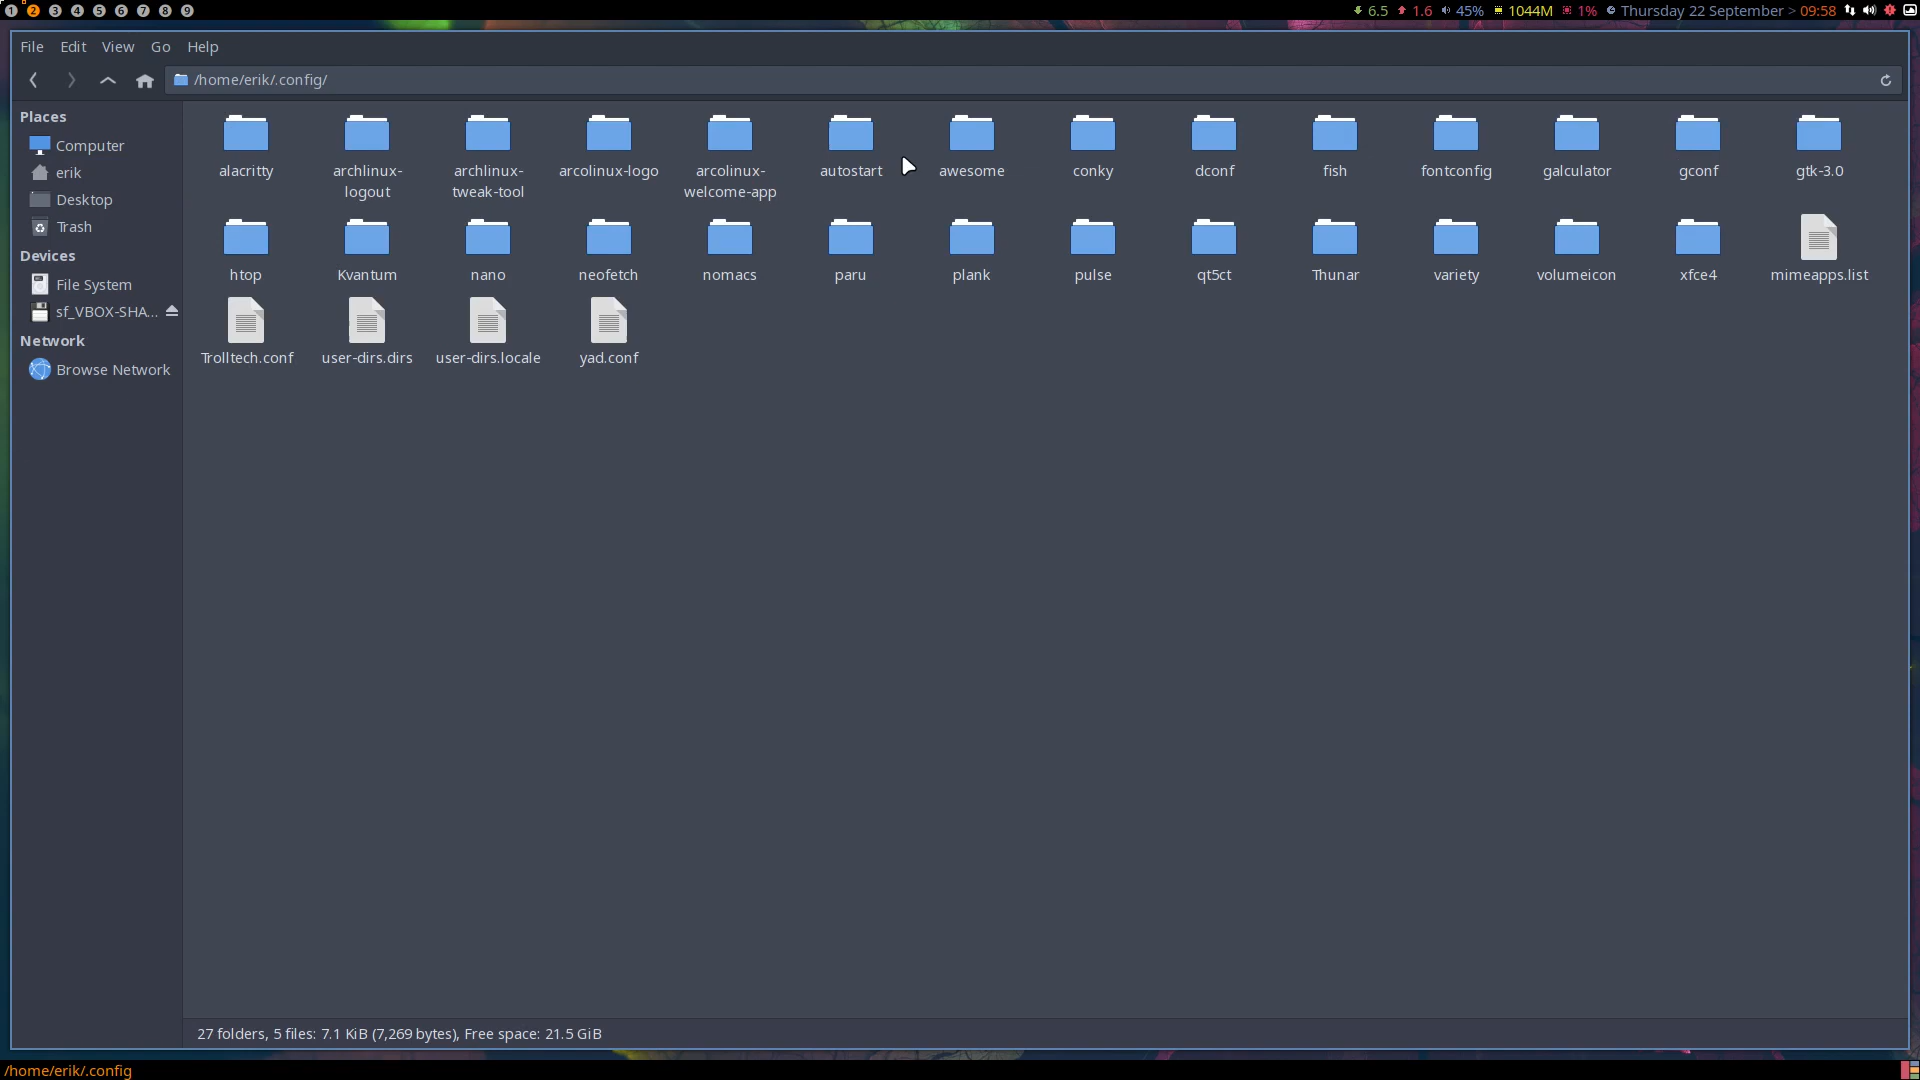 1 2 3 4 5 6 7 8 9 6.5 1.6 45% 1044M 1% Thursday 22 September > 09:58
File Edit View Go Help
/home/erik/.config/
Places
Computer
erik
Desktop
Trash
Devices
File System
sf_VBOX-SHA...
Network
Browse Network
alacritty archlinux- archlinux- arcolinux-logo arcolinux- autostart awesome conky dconf fish fontconfig galculator gconf gtk-3.0
logout tweak-tool welcome-app
htop Kvantum nano neofetch nomacs paru plank pulse qt5ct Thunar variety volumeicon xfce4 mimeapps.list
Trolltech.conf user-dirs.dirs user-dirs.locale yad.conf
27 folders, 5 files: 7.1 KiB (7,269 bytes), Free space: 21.5 GiB
/home/erik/.config